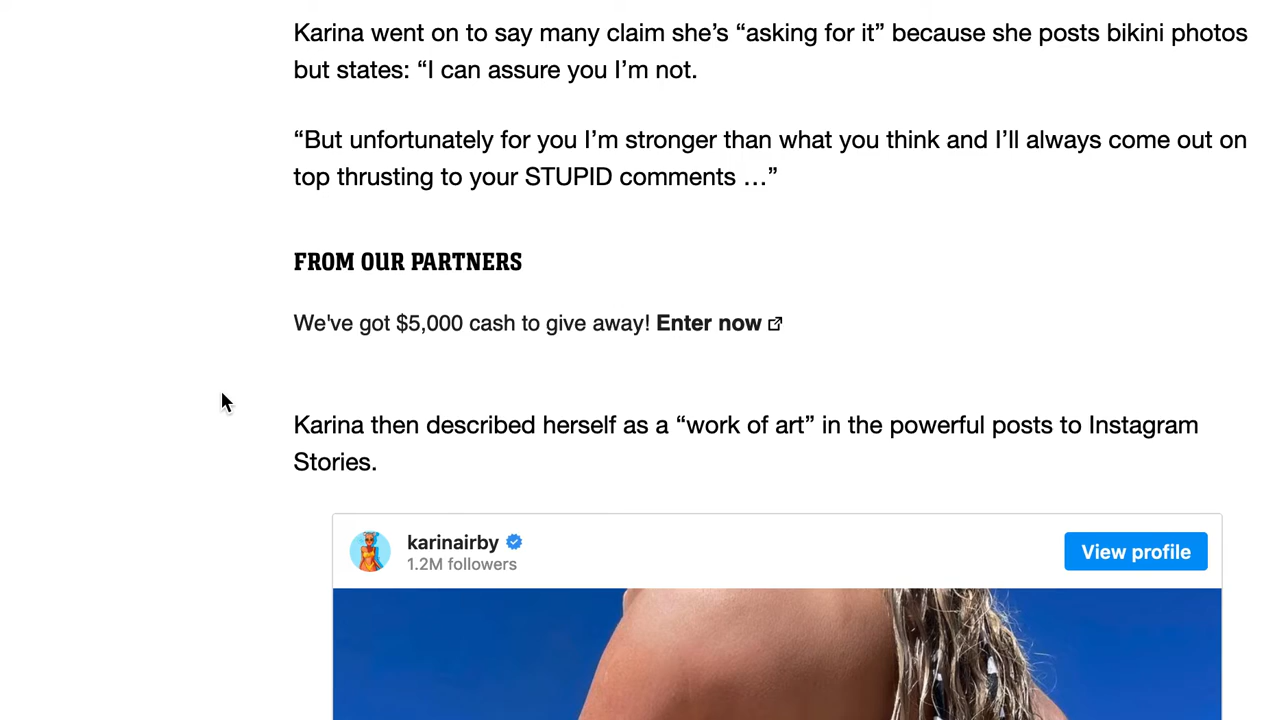 Karina went on to say many claim she’s “asking for it” because she posts bikini photos
but states: “I can assure you I’m not.
“But unfortunately for you I’m stronger than what you think and I’ll always come out on
top thrusting to your STUPID comments …”
FROM OUR PARTNERS
We've got $5,000 cash to give away! Enter now
Karina then described herself as a “work of art” in the powerful posts to Instagram
Stories.
karinairby
View profile
1.2M followers